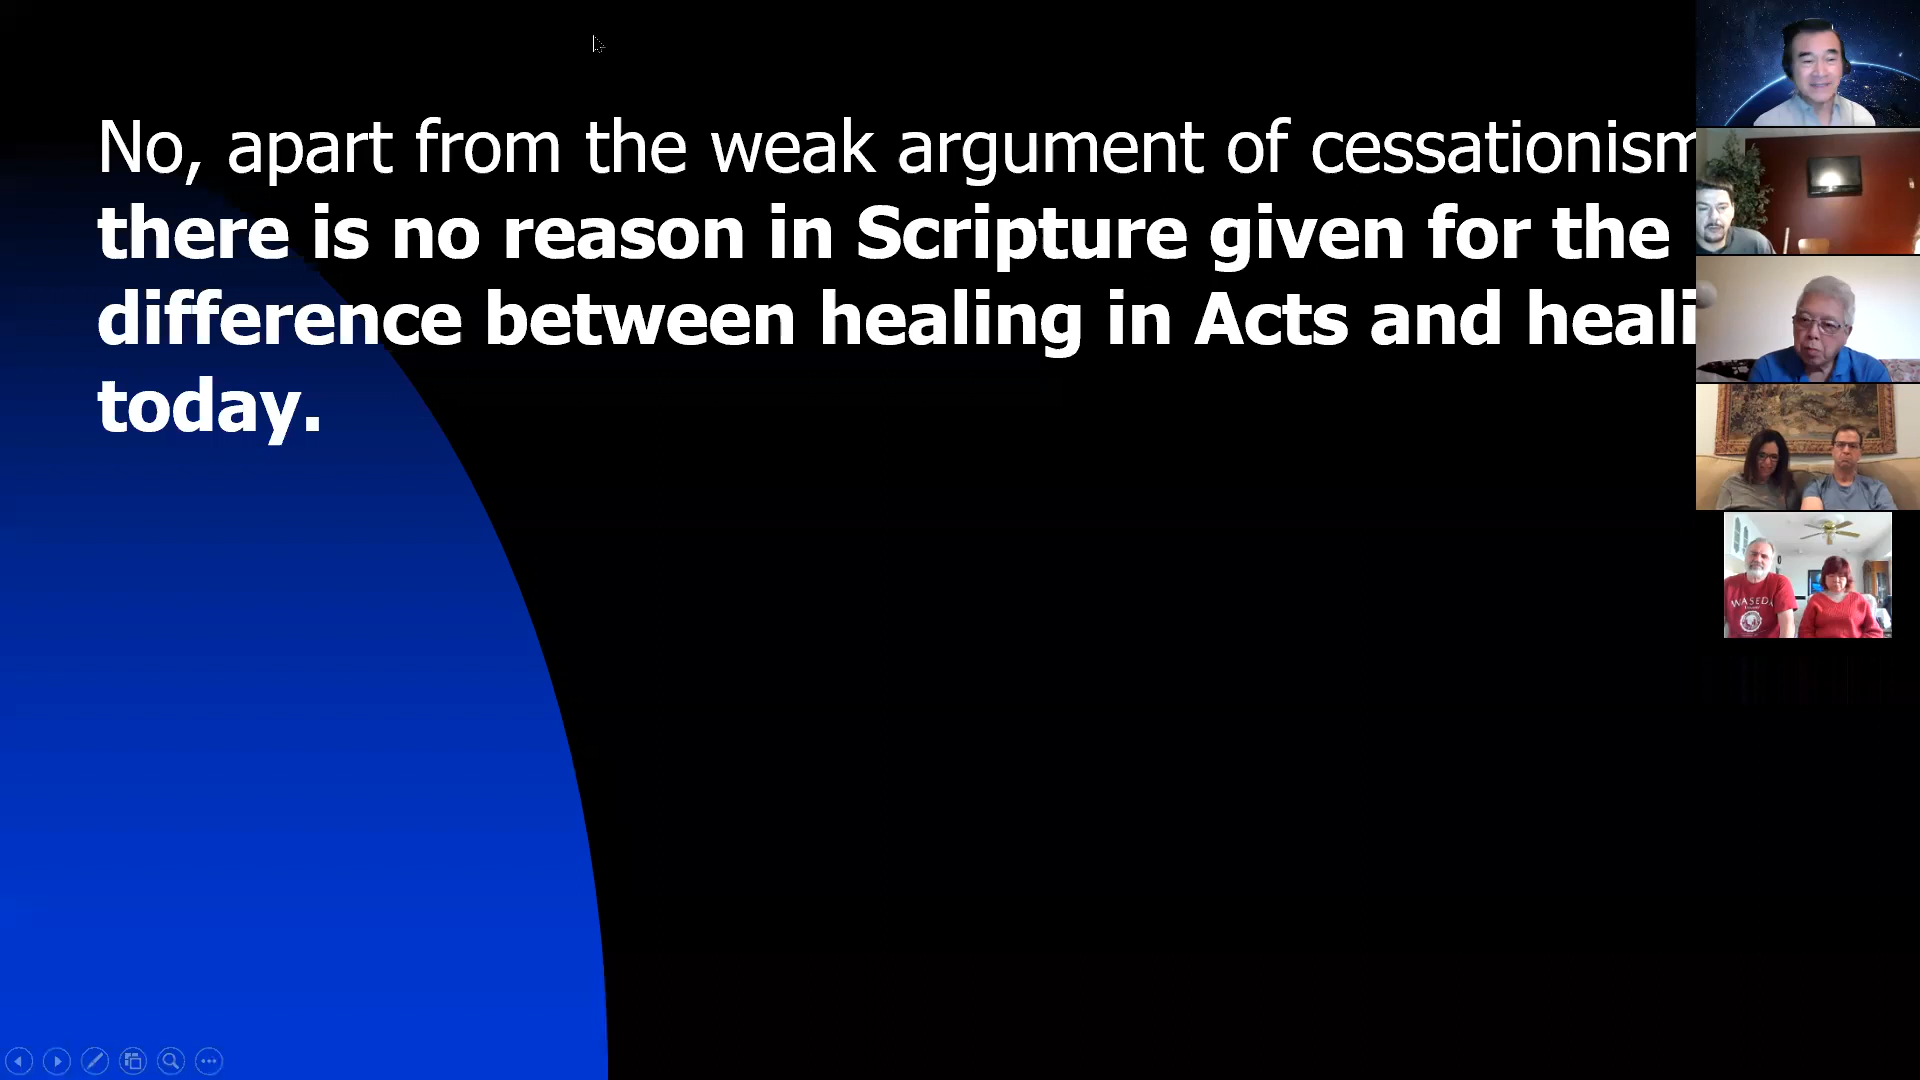 No, apart from the weak argument of cessationism
there is no reason in Scripture given for the
difference between healing in Acts and heali
today.
WASEDA